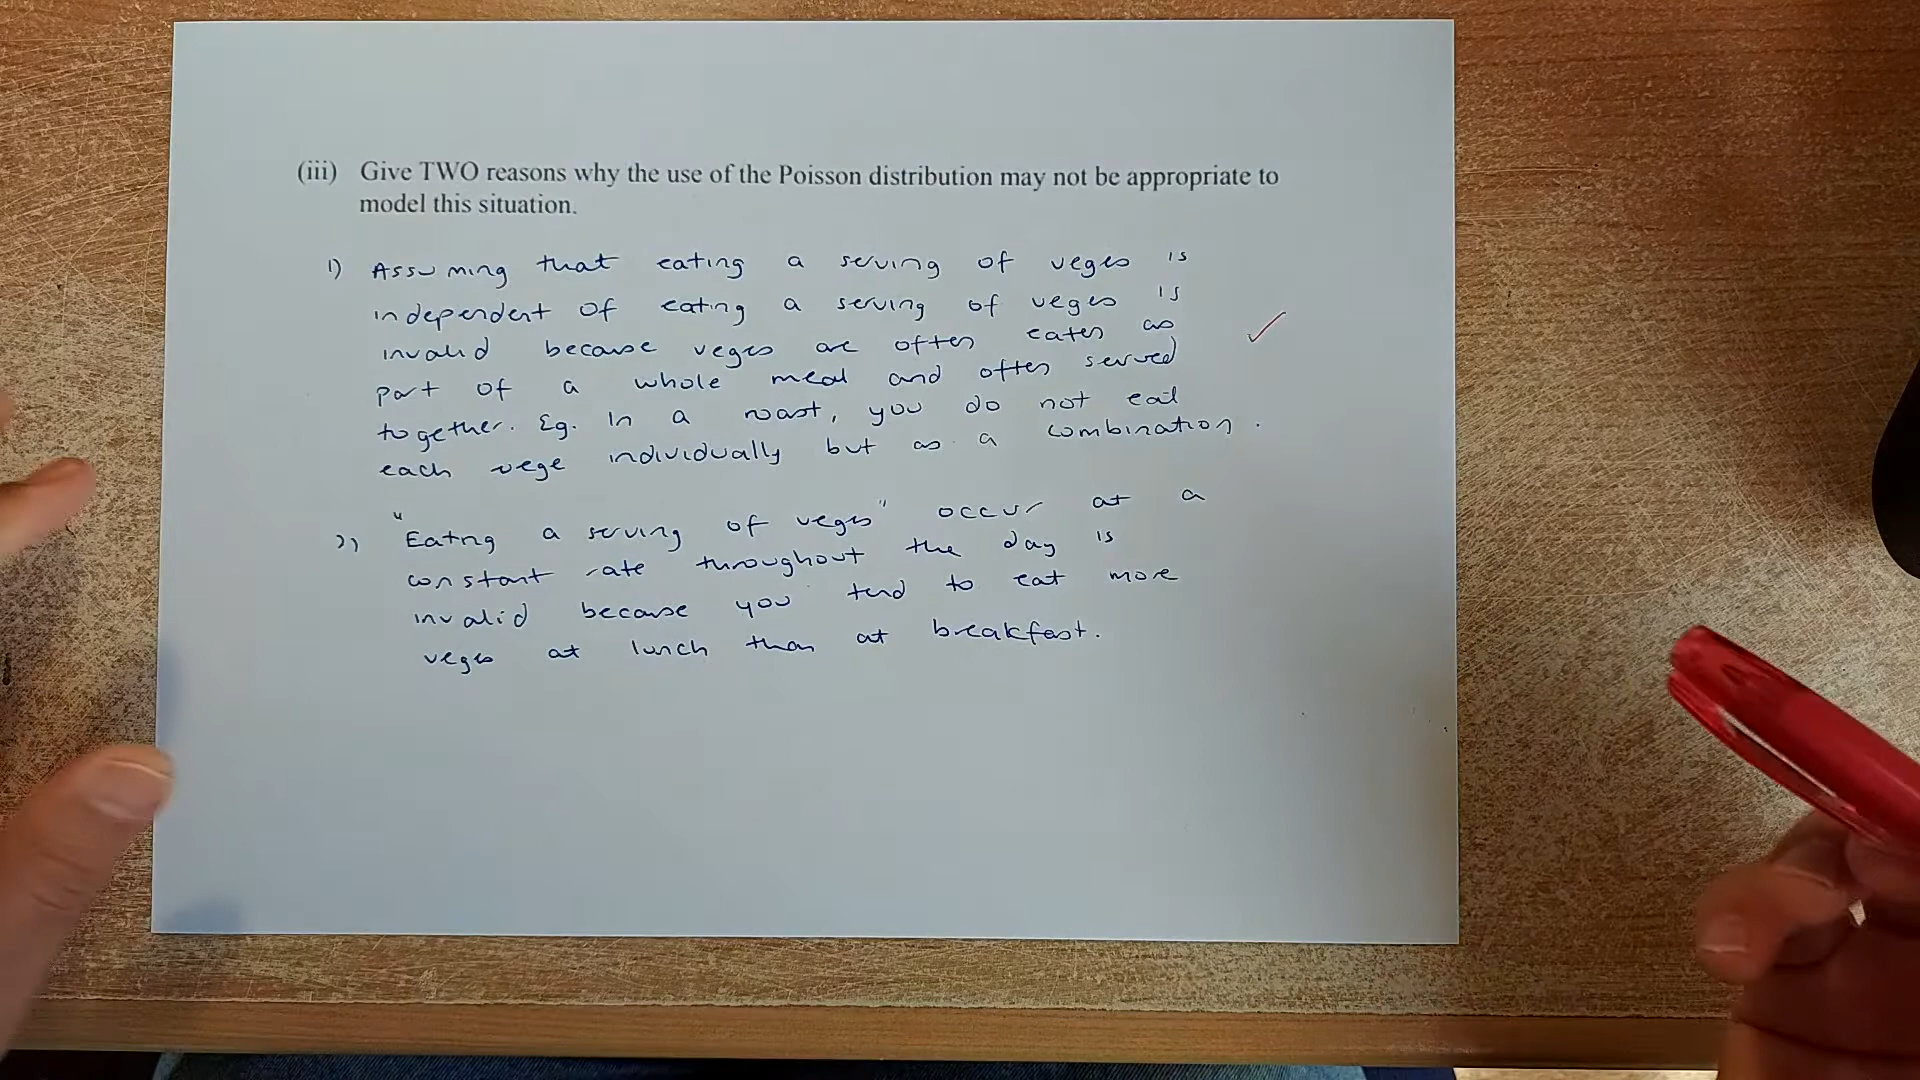 (iii) Give TWO reasons why the use of the Poisson distribution may not be appropriate to
model this situation.
1) Assuming that eating a serving of veges is
independent of eating a serving of veges is
invalid because veges are often eaten as
part of a whole meal and often served
together. Eg. In a roast, you do not eat
each vege individually but as a combination.
2) "Eating a serving of veges" occur at a
constant rate throughout the day is
invalid because you tend to eat more
veges at lunch than at breakfast.